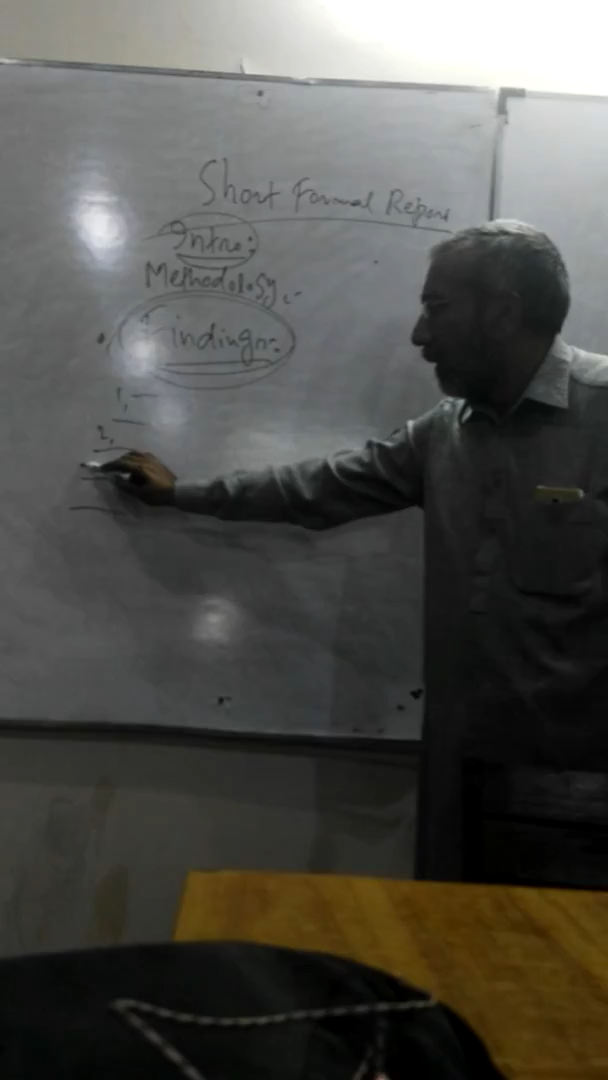 Short Formal Report
Intro:
Methodology:-
Findings:
1,
2,